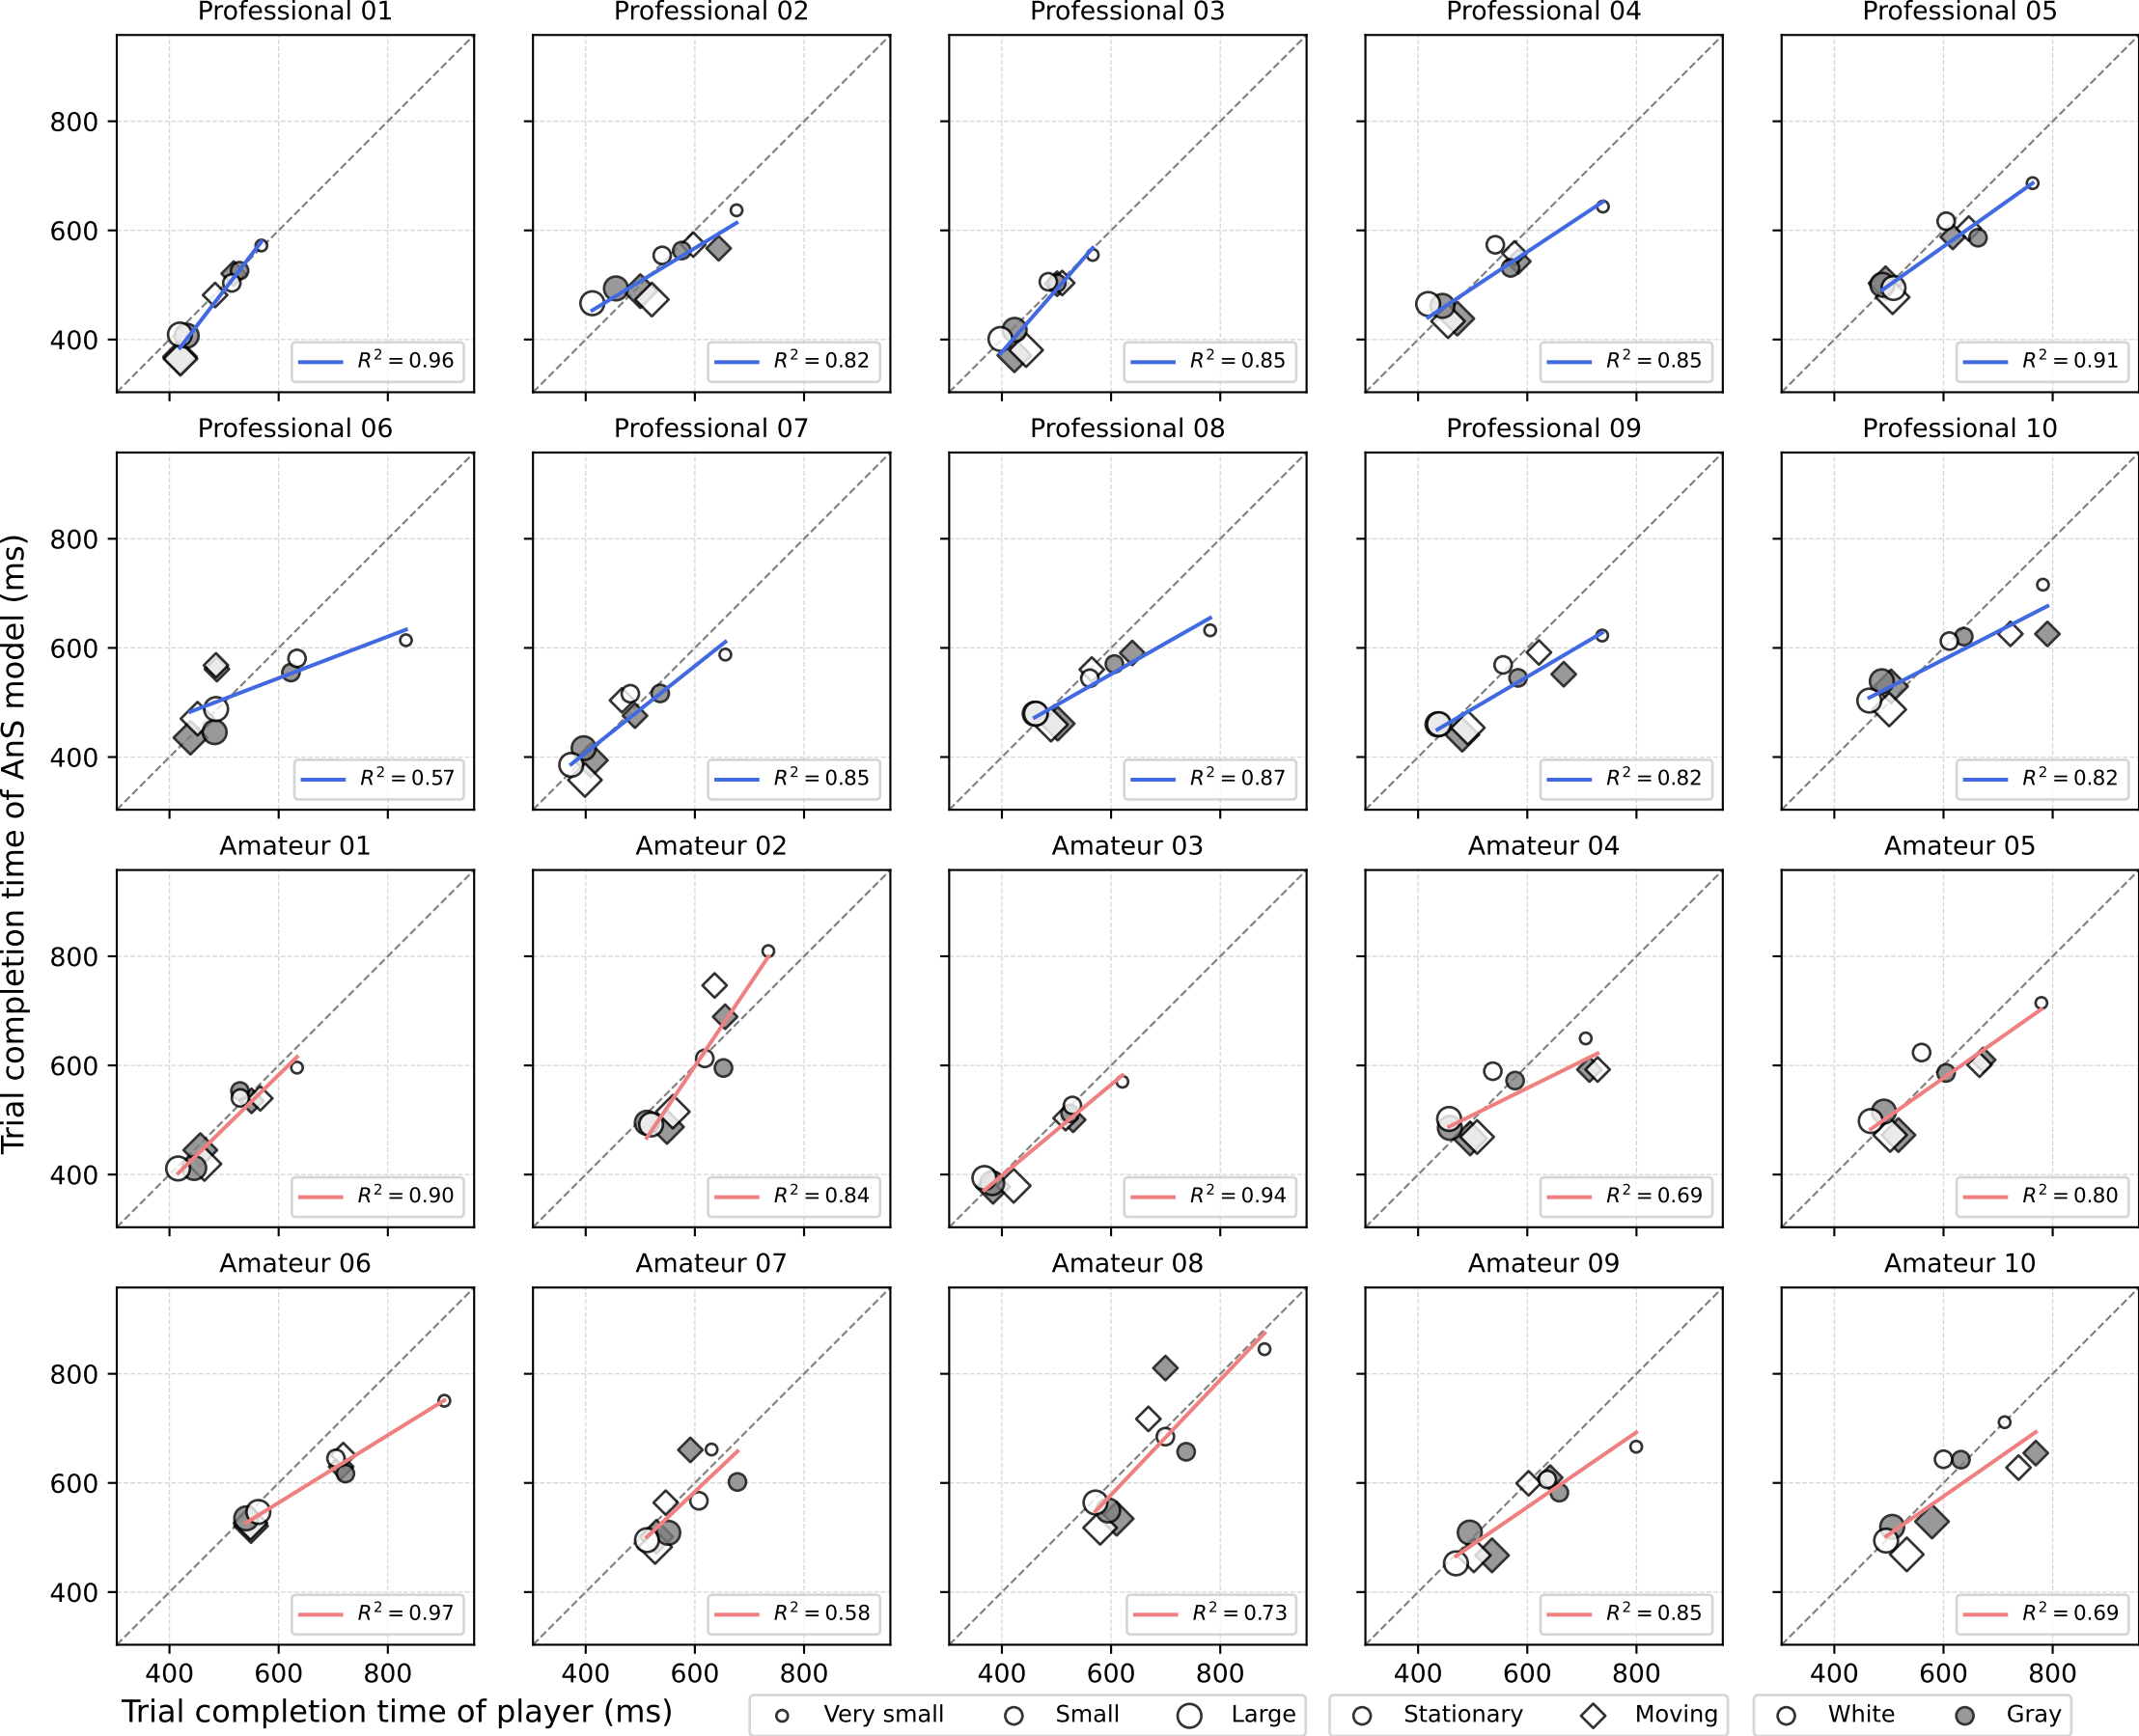 Professional 01 Professional 02 Professional 03 Professional 04 Professional 05
800
600
400
R² = 0.96 R² = 0.82 R² = 0.85 R² = 0.85 R² = 0.91
Professional 06 Professional 07 Professional 08 Professional 09 Professional 10
800
600
400
R² = 0.57 R² = 0.85 R² = 0.87 R² = 0.82 R² = 0.82
Trial completion time of AnS model (ms)
Amateur 01 Amateur 02 Amateur 03 Amateur 04 Amateur 05
800
600
400
R² = 0.90 R² = 0.84 R² = 0.94 R² = 0.69 R² = 0.80
Amateur 06 Amateur 07 Amateur 08 Amateur 09 Amateur 10
800
600
400
R² = 0.97 R² = 0.58 R² = 0.73 R² = 0.85 R² = 0.69
400 600 800 400 600 800 400 600 800 400 600 800 400 600 800
Trial completion time of player (ms) Very small Small Large Stationary Moving White Gray